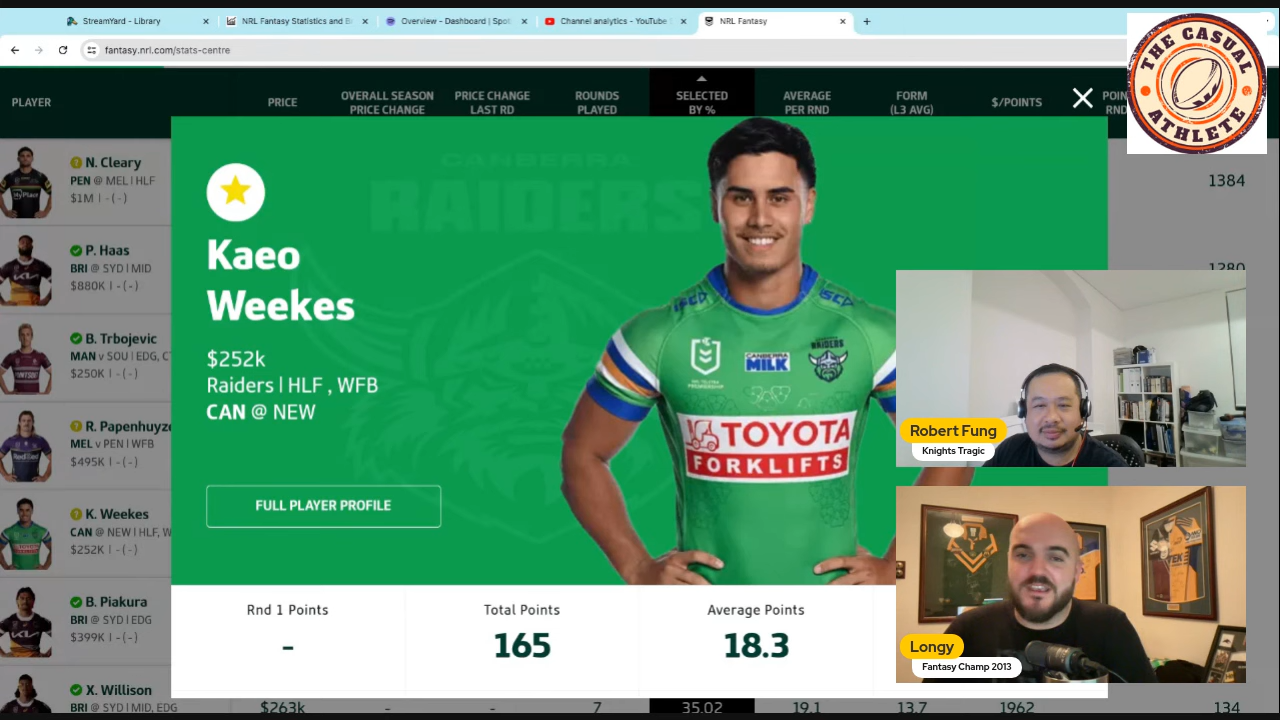 StreamYard - Library
NRL Fantasy Statistics and Br
Overview - Dashboard | Spot
Channel analytics - YouTube
NRL Fantasy
fantasy.nrl.com/stats-centre
THE CASUAL
ATHLETE
PLAYER
PRICE
OVERALL SEASON
PRICE CHANGE
PRICE CHANGE
LAST RD
ROUNDS
PLAYED
SELECTED
BY %
AVERAGE
PER RND
FORM
(L3 AVG)
$/POINTS
N. Cleary
PEN @ MEL | HLF
$1M | - ( - )
1384
P. Haas
BRI @ SYD | MID
$880K | - ( - )
1280
B. Trbojevic
MAN v SOU | EDG, CT
$250K | - ( - )
R. Papenhuyze
MEL v PEN | WFB
$495K | - ( - )
K. Weekes
CAN @ NEW | HLF, W
$252K | - ( - )
B. Piakura
BRI @ SYD | EDG
$399K | - ( - )
X. Willison
BRI @ SYD | MID, EDG
$263k - - 7 35.02 19.1 13.7 1962 134
CANBERRA
RAIDERS
Kaeo
Weekes
$252k
Raiders | HLF , WFB
CAN @ NEW
FULL PLAYER PROFILE
CANBERRA
MILK
RAIDERS
TOYOTA
FORKLIFTS
Rnd 1 Points
-
Total Points
165
Average Points
18.3
Robert Fung
Knights Tragic
Longy
Fantasy Champ 2013